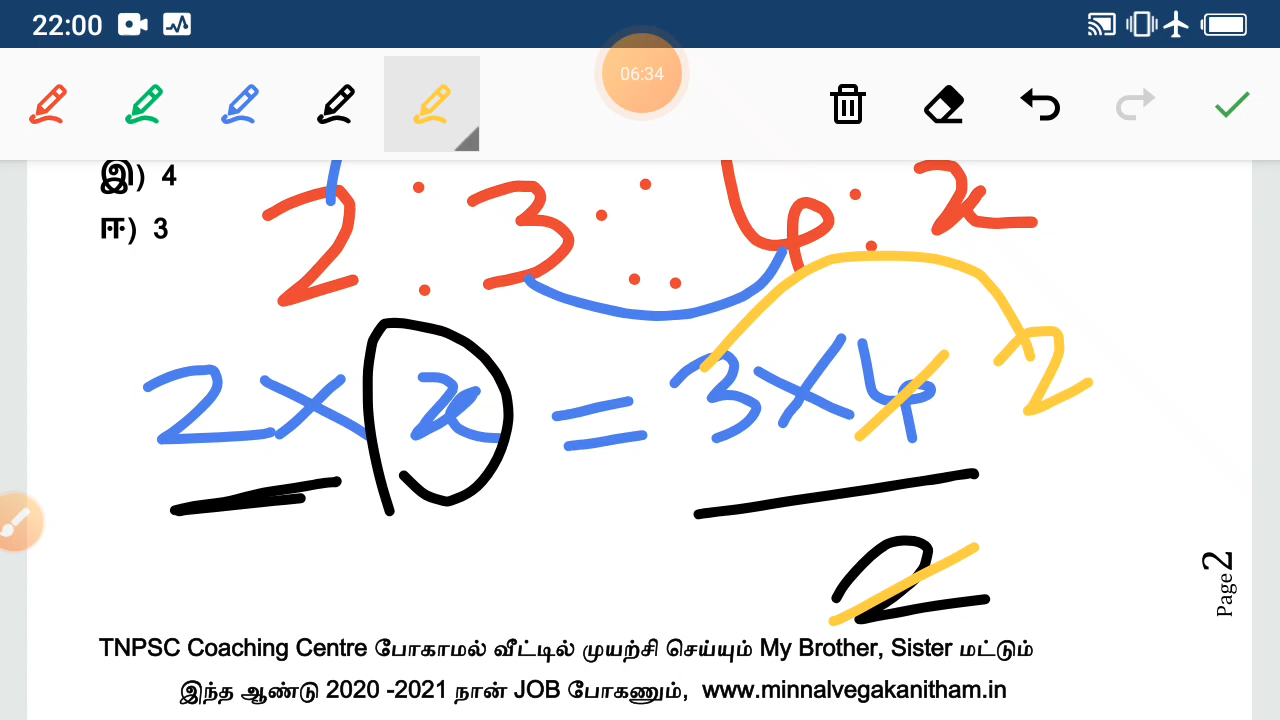 22:00
06:34
இ) 4
ஈ) 3
2 : 3 :: 4 : x
2 × x = 3 × 4 2
2
Page 2
TNPSC Coaching Centre போகாமல் வீட்டில் முயற்சி செய்யும் My Brother, Sister மட்டும்
இந்த ஆண்டு 2020 -2021 நான் JOB போகணும், www.minnalvegakanitham.in